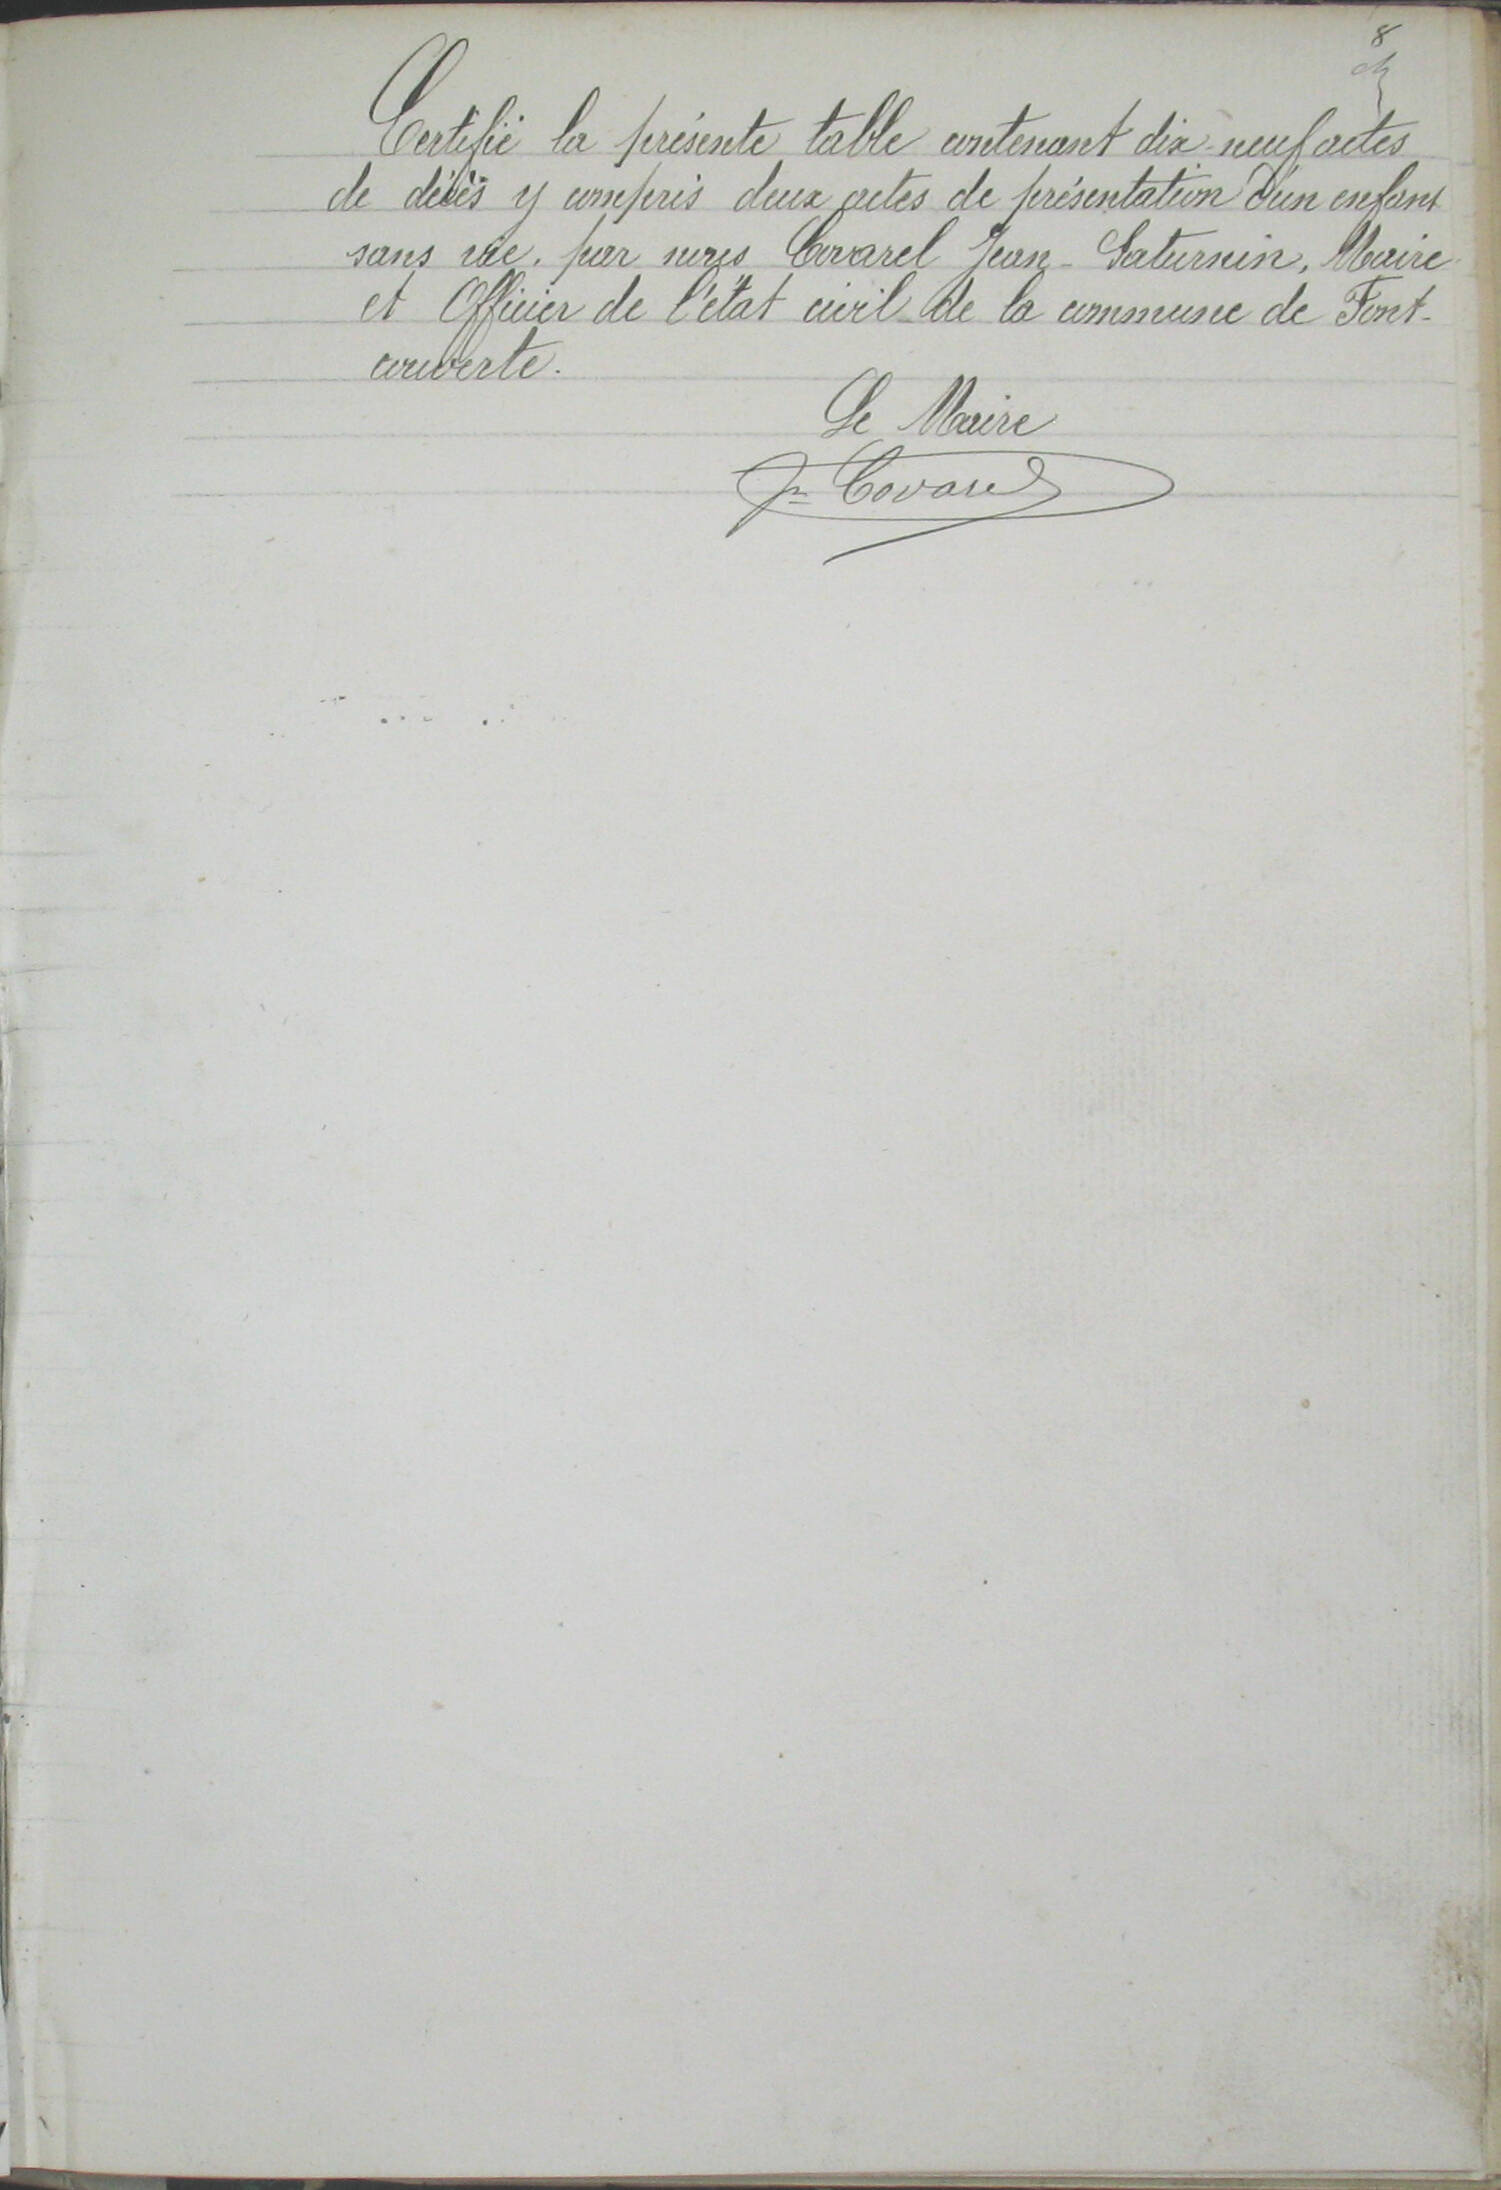 8
Certifié la présente table contenant dix-neuf actes
de décès y compris deux actes de présentation d'un enfant
sans vie, par nous Covarel Jean-Saturnin, Maire
et Officier de l'état civil de la commune de Font-
couverte.
Le Maire
Jn Covarel